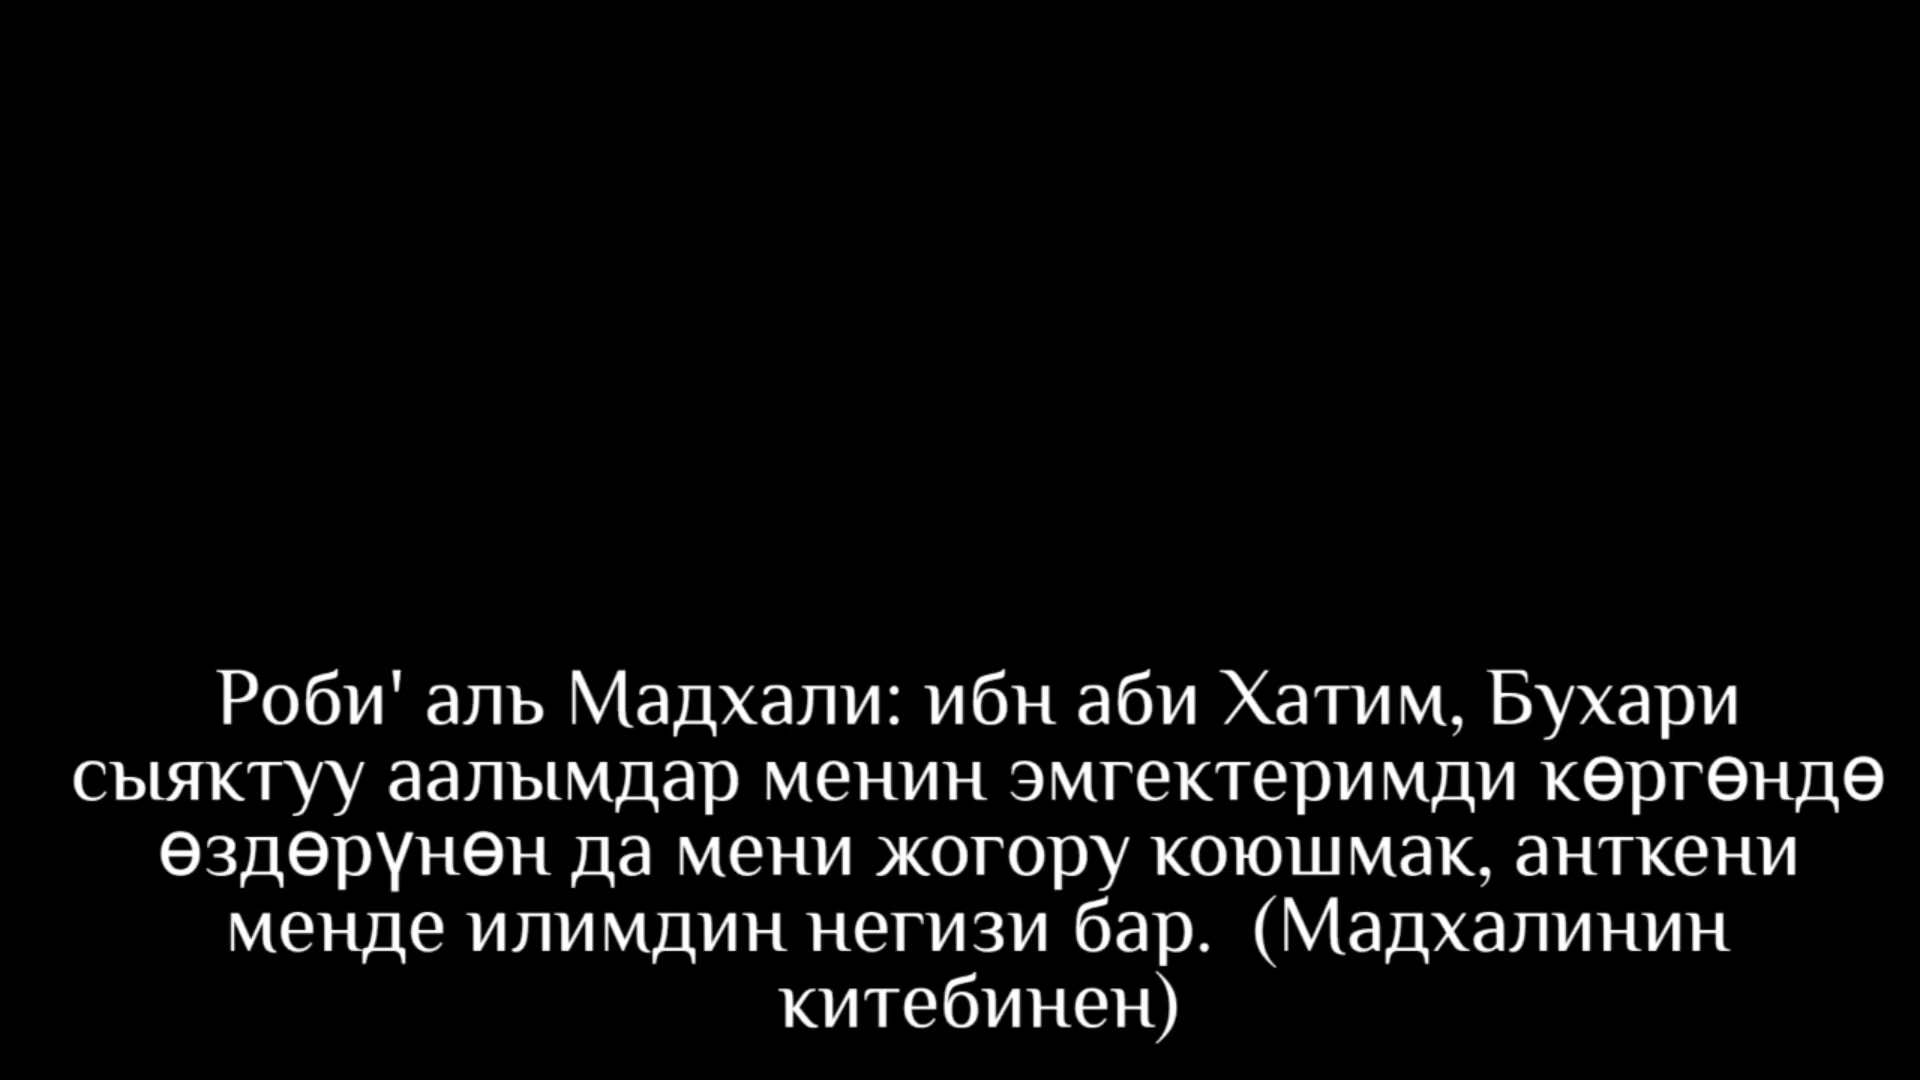 Роби' аль Мадхали: ибн аби Хатим, Бухари
сыяктуу аалымдар менин эмгектеримди көргөндө
өздөрүнөн да мени жогору коюшмак, анткени
менде илимдин негизи бар.  (Мадхалинин
китебинен)